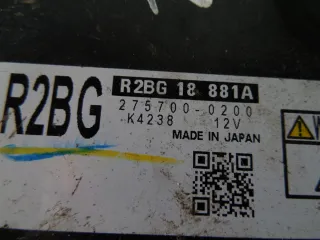 R2BG
R2BG 18 881A
275700-0200
K4238 12V
MADE IN JAPAN